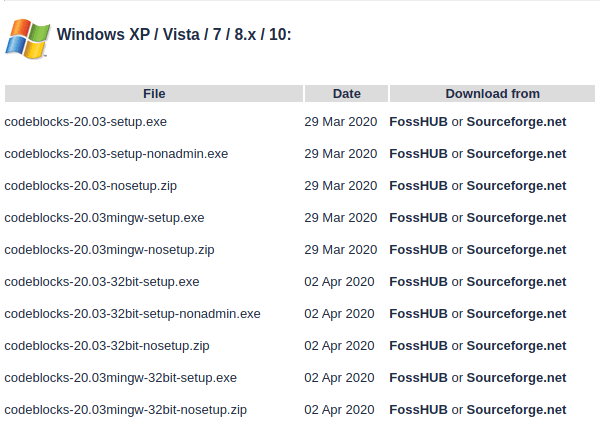 Windows XP / Vista / 7 / 8.x / 10:
File Date Download from
codeblocks-20.03-setup.exe 29 Mar 2020 FossHUB or Sourceforge.net
codeblocks-20.03-setup-nonadmin.exe 29 Mar 2020 FossHUB or Sourceforge.net
codeblocks-20.03-nosetup.zip 29 Mar 2020 FossHUB or Sourceforge.net
codeblocks-20.03mingw-setup.exe 29 Mar 2020 FossHUB or Sourceforge.net
codeblocks-20.03mingw-nosetup.zip 29 Mar 2020 FossHUB or Sourceforge.net
codeblocks-20.03-32bit-setup.exe 02 Apr 2020 FossHUB or Sourceforge.net
codeblocks-20.03-32bit-setup-nonadmin.exe 02 Apr 2020 FossHUB or Sourceforge.net
codeblocks-20.03-32bit-nosetup.zip 02 Apr 2020 FossHUB or Sourceforge.net
codeblocks-20.03mingw-32bit-setup.exe 02 Apr 2020 FossHUB or Sourceforge.net
codeblocks-20.03mingw-32bit-nosetup.zip 02 Apr 2020 FossHUB or Sourceforge.net